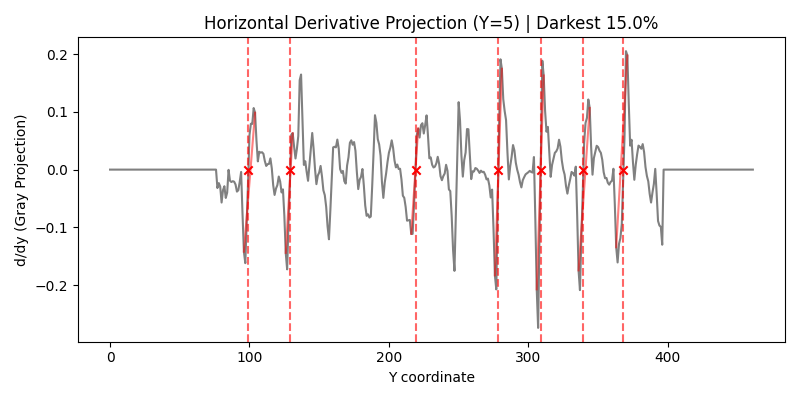 Horizontal Derivative Projection (Y=5) | Darkest 15.0%
d/dy (Gray Projection)
0.2
0.1
0.0
−0.1
−0.2
0 100 200 300 400
Y coordinate